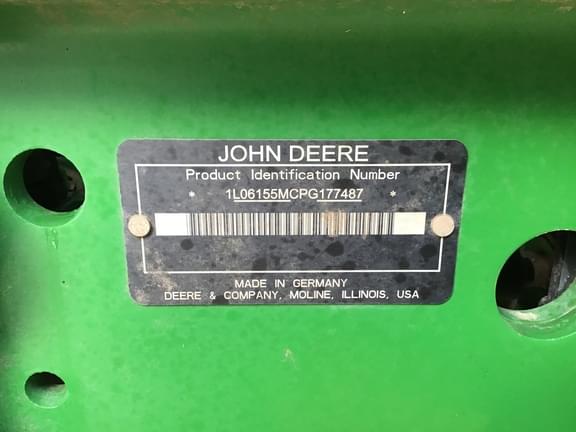 JOHN DEERE
Product Identification Number
* 1L06155MCPG177487 *
MADE IN GERMANY
DEERE & COMPANY, MOLINE, ILLINOIS, USA